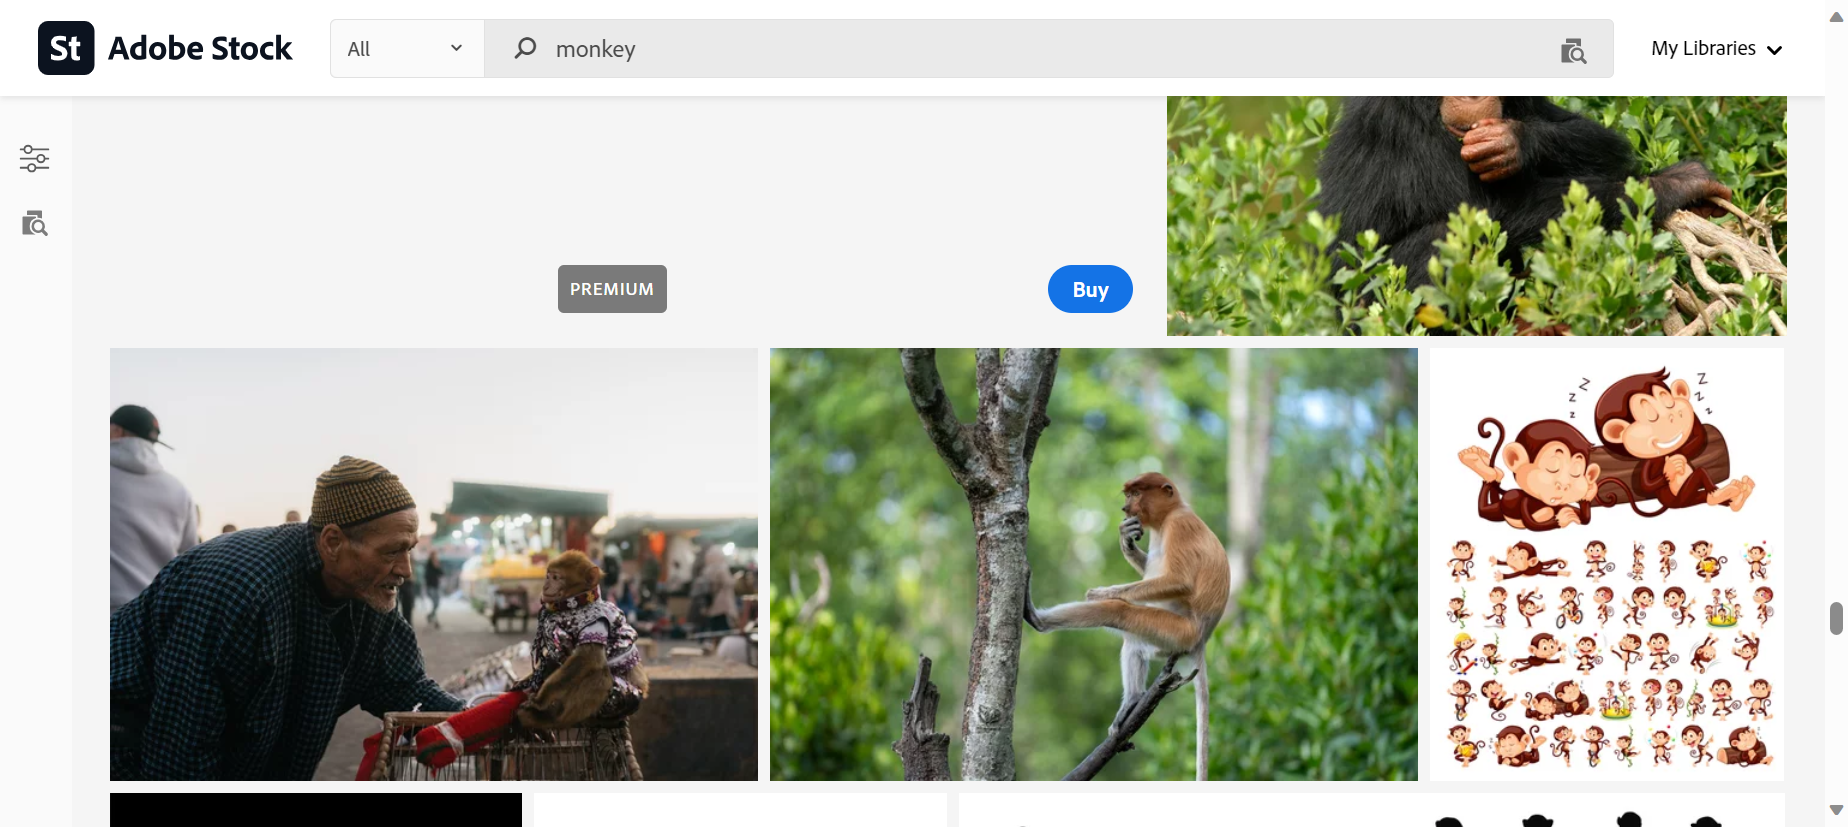 St Adobe Stock
All
monkey
My Libraries
PREMIUM
Buy
z z z
Z Z z z